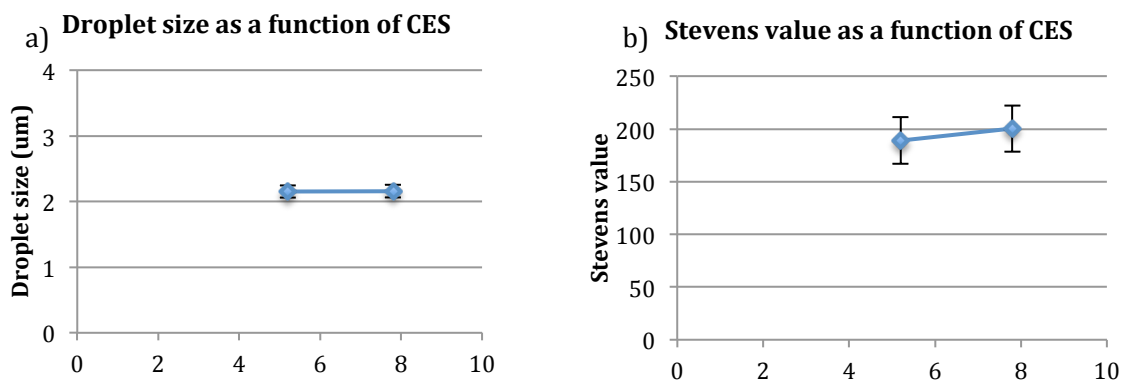 a) Droplet size as a function of CES
Droplet size (um)
4
3
2
1
0
0 2 4 6 8 10
b) Stevens value as a function of CES
Stevens value
250
200
150
100
50
0
0 2 4 6 8 10